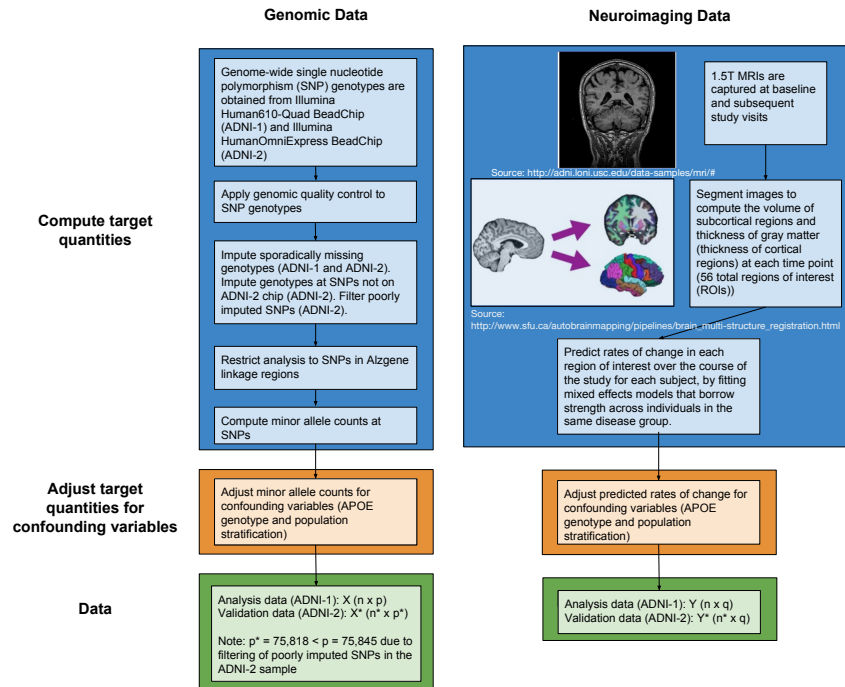 Genomic Data
Neuroimaging Data
Compute target
quantities
Genome-wide single nucleotide
polymorphism (SNP) genotypes are
obtained from Illumina
Human610-Quad BeadChip
(ADNI-1) and Illumina
HumanOmniExpress BeadChip
(ADNI-2)
Apply genomic quality control to
SNP genotypes
Impute sporadically missing
genotypes (ADNI-1 and ADNI-2).
Impute genotypes at SNPs not on
ADNI-2 chip (ADNI-2). Filter poorly
imputed SNPs (ADNI-2).
Restrict analysis to SNPs in Alzgene
linkage regions
Compute minor allele counts at
SNPs
1.5T MRIs are
captured at baseline
and subsequent
study visits
Source: http://adni.loni.usc.edu/data-samples/mri/#
Segment images to
compute the volume of
subcortical regions and
thickness of gray matter
(thickness of cortical
regions) at each time point
(56 total regions of interest
(ROIs))
Source:
http://www.sfu.ca/autobrainmapping/pipelines/brain_multi-structure_registration.html
Predict rates of change in each
region of interest over the course of
the study for each subject, by fitting
mixed effects models that borrow
strength across individuals in the
same disease group.
Adjust target
quantities for
confounding variables
Adjust minor allele counts for
confounding variables (APOE
genotype and population
stratification)
Adjust predicted rates of change for
confounding variables (APOE
genotype and population
stratification)
Data
Analysis data (ADNI-1): X (n x p)
Validation data (ADNI-2): X* (n* x p*)
Note: p* = 75,818 < p = 75,845 due to
filtering of poorly imputed SNPs in the
ADNI-2 sample
Analysis data (ADNI-1): Y (n x q)
Validation data (ADNI-2): Y* (n* x q)